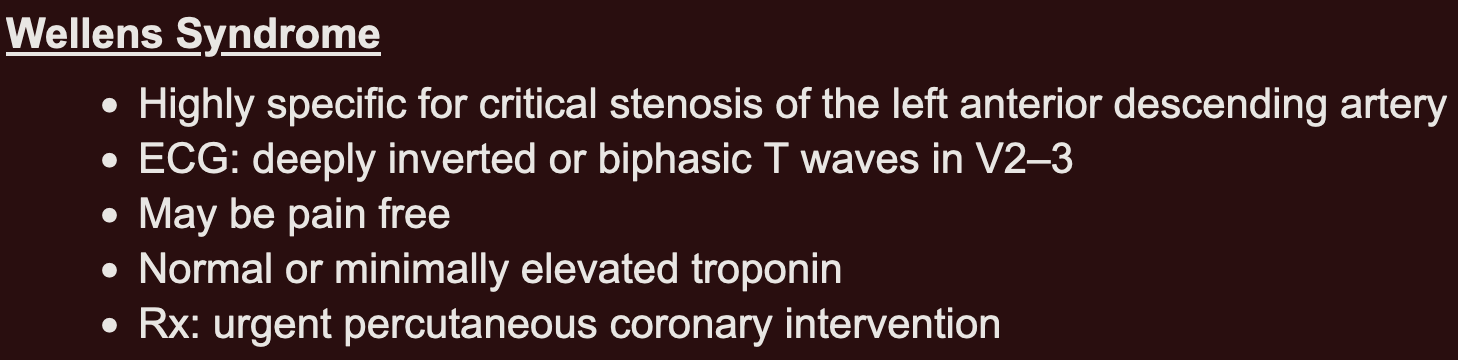 Wellens Syndrome
• Highly specific for critical stenosis of the left anterior descending artery
• ECG: deeply inverted or biphasic T waves in V2–3
• May be pain free
• Normal or minimally elevated troponin
• Rx: urgent percutaneous coronary intervention